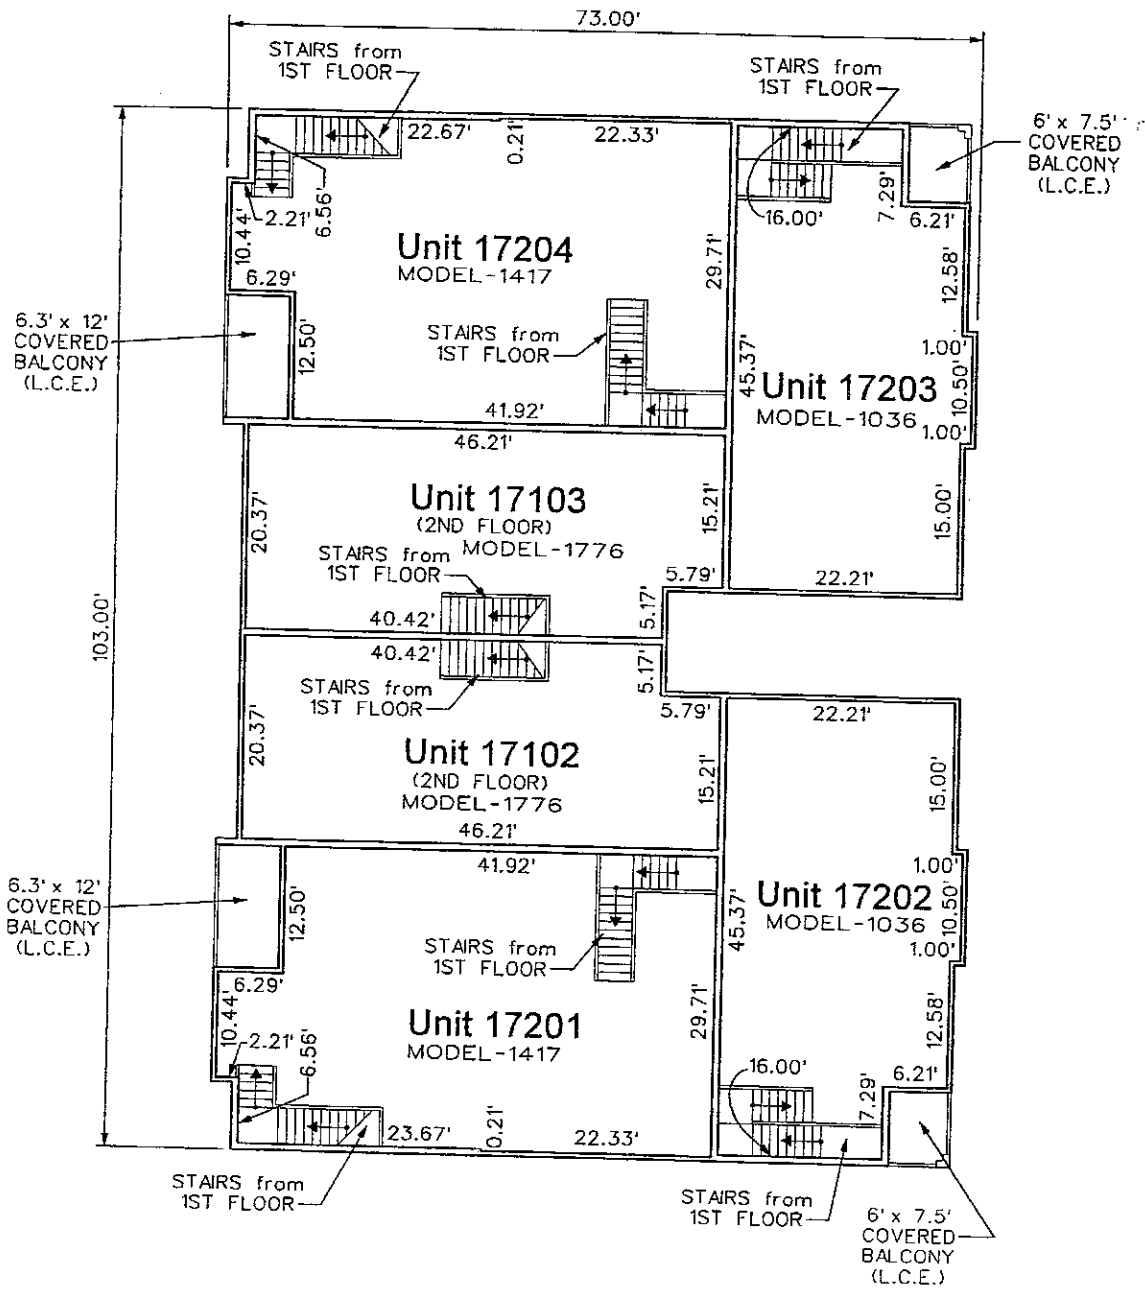 73.00'
STAIRS from
1ST FLOOR
STAIRS from
1ST FLOOR
6' x 7.5'
COVERED
BALCONY
(L.C.E.)
22.67'
0.21'
22.33'
16.00'
7.29'
6.21'
2.21'
6.56'
10.44'
6.29'
Unit 17204
MODEL-1417
29.71'
12.58'
6.3' x 12'
COVERED
BALCONY
(L.C.E.)
12.50'
STAIRS from
1ST FLOOR
41.92'
45.37'
1.00'
10.50'
1.00'
Unit 17203
MODEL-1036
15.00'
22.21'
46.21'
20.37'
Unit 17103
(2ND FLOOR)
MODEL-1776
15.21'
STAIRS from
1ST FLOOR
5.79'
5.17'
40.42'
103.00'
40.42'
5.17'
STAIRS from
1ST FLOOR
5.79'
22.21'
20.37'
Unit 17102
(2ND FLOOR)
MODEL-1776
15.21'
15.00'
46.21'
41.92'
6.3' x 12'
COVERED
BALCONY
(L.C.E.)
12.50'
STAIRS from
1ST FLOOR
45.37'
Unit 17202
MODEL-1036
1.00'
10.50'
1.00'
6.29'
10.44'
2.21'
6.56'
Unit 17201
MODEL-1417
29.71'
12.58'
16.00'
7.29'
6.21'
23.67'
0.21'
22.33'
STAIRS from
1ST FLOOR
STAIRS from
1ST FLOOR
6' x 7.5'
COVERED
BALCONY
(L.C.E.)